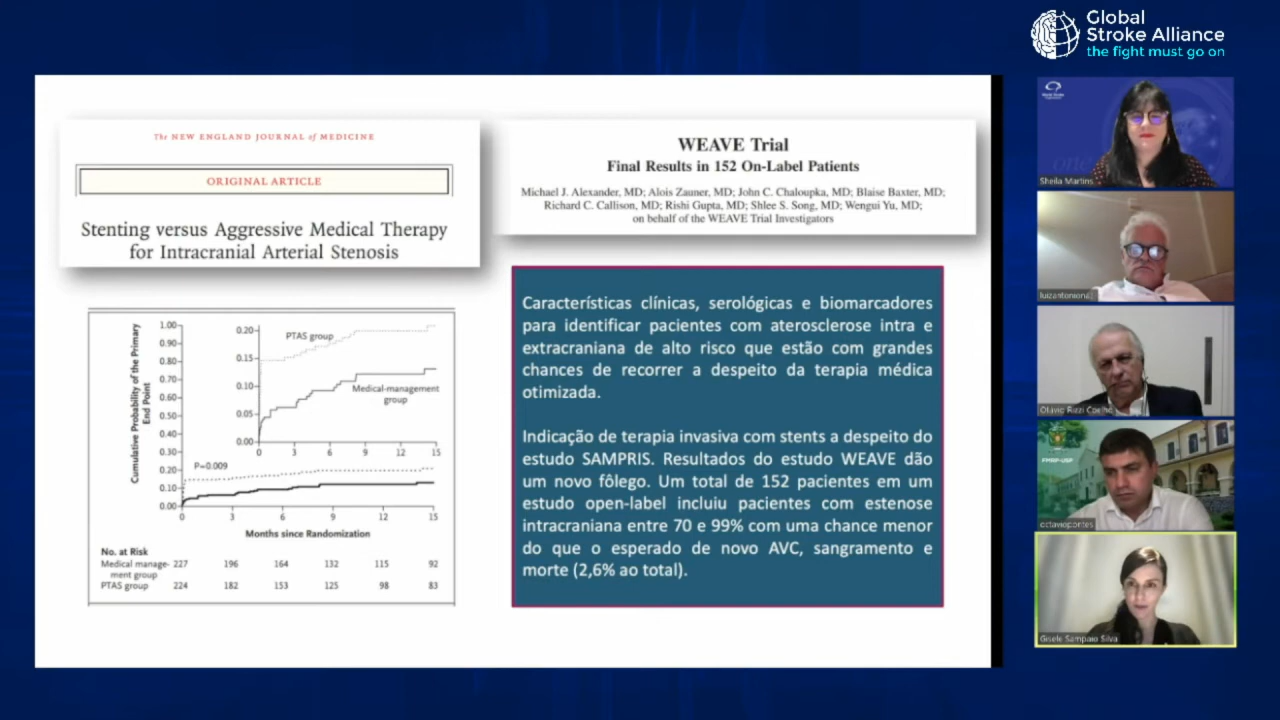 Global
Stroke Alliance
the fight must go on
The NEW ENGLAND JOURNAL of MEDICINE
ORIGINAL ARTICLE
Stenting versus Aggressive Medical Therapy
for Intracranial Arterial Stenosis
WEAVE Trial
Final Results in 152 On-Label Patients
Michael J. Alexander, MD; Alois Zauner, MD; John C. Chaloupka, MD; Blaise Baxter, MD;
Richard C. Callison, MD; Rishi Gupta, MD; Shlee S. Song, MD; Wengui Yu, MD;
on behalf of the WEAVE Trial Investigators
Cumulative Probability of the Primary
End Point
1.00
0.90
0.80
0.70
0.60
0.50
0.40
0.30
0.20
0.10
0.00
0.20
0.15
0.10
0.05
0.00
PTAS group
Medical-management
group
0 3 6 9 12 15
P=0.009
0 3 6 9 12 15
Months since Randomization
No. at Risk
Medical manage- 227 196 164 132 115 92
ment group
PTAS group 224 182 153 125 98 83
Características clínicas, serológicas e biomarcadores
para identificar pacientes com aterosclerose intra e
extracraniana de alto risco que estão com grandes
chances de recorrer a despeito da terapia médica
otimizada.
Indicação de terapia invasiva com stents a despeito do
estudo SAMPRIS. Resultados do estudo WEAVE dão
um novo fôlego. Um total de 152 pacientes em um
estudo open-label incluiu pacientes com estenose
intracraniana entre 70 e 99% com uma chance menor
do que o esperado de novo AVC, sangramento e
morte (2,6% ao total).
Sheila Martins
Olavio Rizzi Coelho
FMRP-USP
octaviopontes
Gisele Sampaio Silva